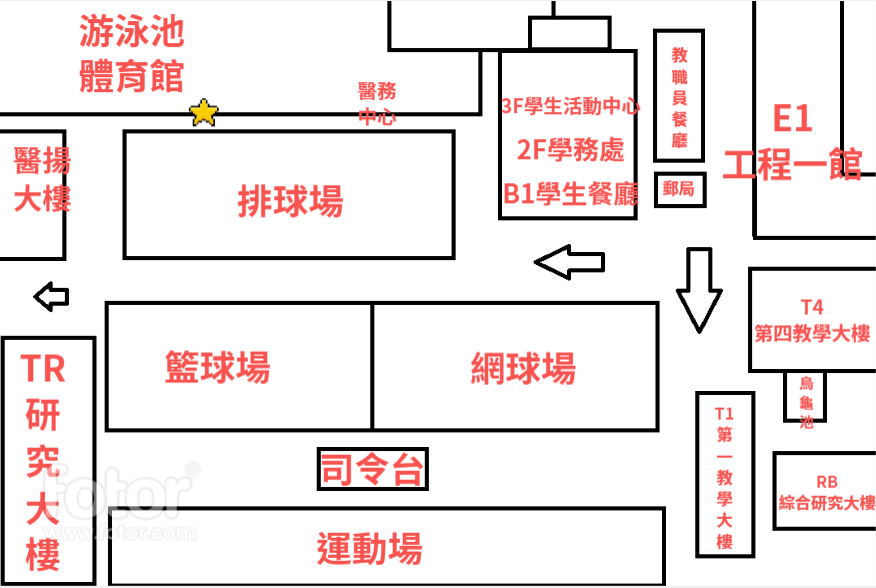 游泳池
體育館
醫務
中心
3F學生活動中心
2F學務處
B1學生餐廳
教
職
員
餐
廳
郵局
E1
工程一館
醫揚
大樓
排球場
T4
第四教學大樓
烏
龜
池
籃球場
網球場
TR
研
究
大
樓
T1
第
一
教
學
大
樓
司令台
RB
綜合研究大樓
運動場
fotor®
www.fotor.com